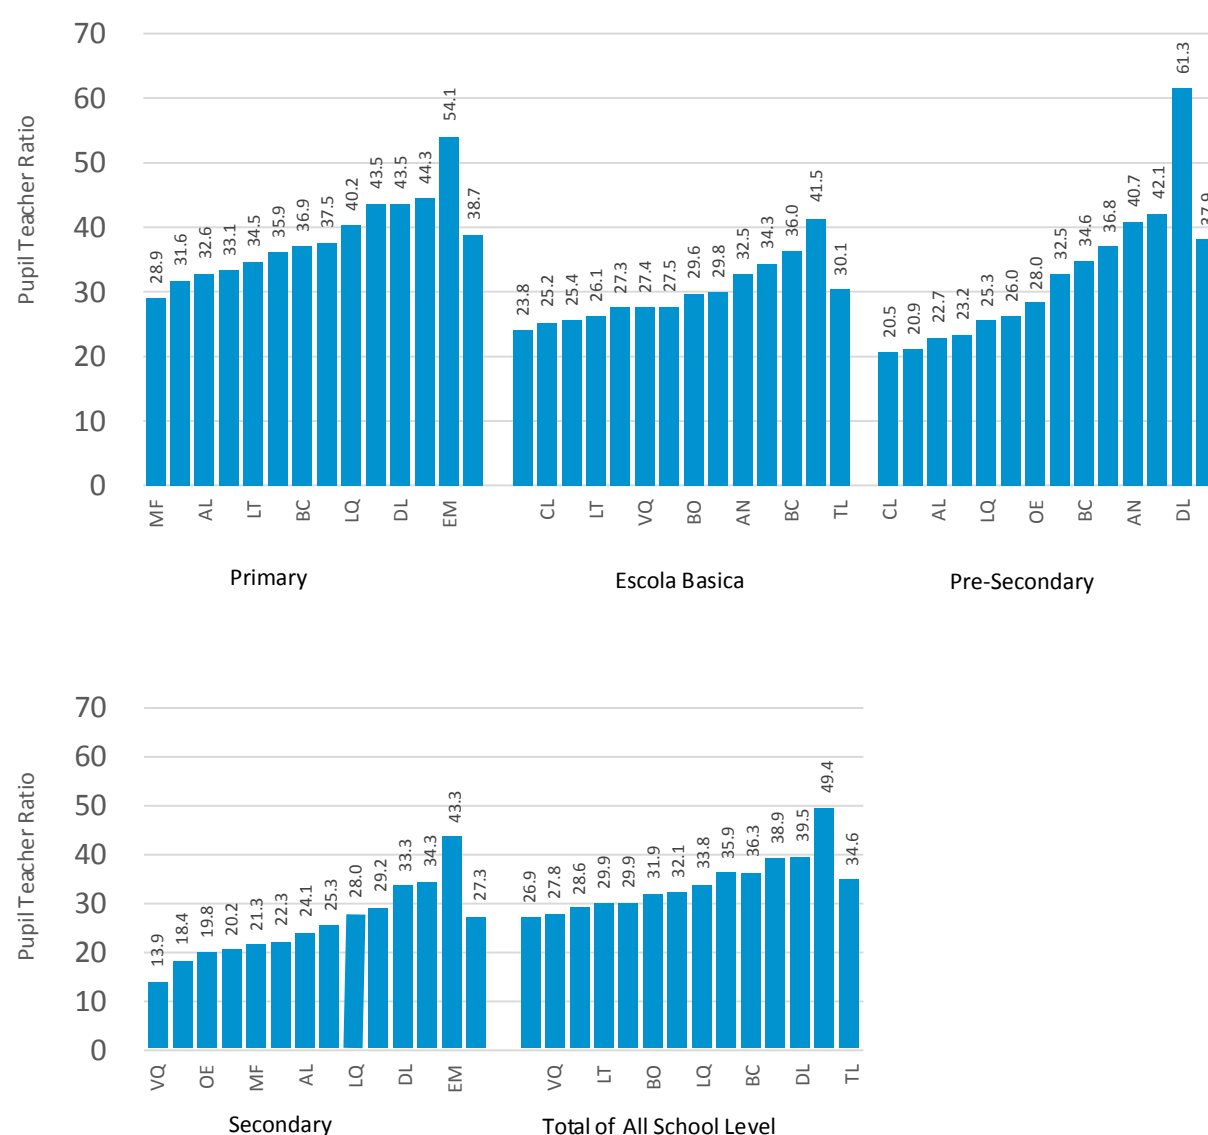 Pupil Teacher Ratio
70
60
50
40
30
20
10
0
28.9 31.6 32.6 33.1 34.5 35.9 36.9 37.5 40.2 43.5 43.5 44.3 54.1 38.7
23.8 25.2 25.4 26.1 27.3 27.4 27.5 29.6 29.8 32.5 34.3 36.0 41.5 30.1
20.5 20.9 22.7 23.2 25.3 26.0 28.0 32.5 34.6 36.8 40.7 42.1 61.3 37.9
MF AL LT BC LQ DL EM
CL LT VQ BO AN BC TL
CL AL LQ OE BC AN DL
Primary
Escola Basica
Pre-Secondary
Pupil Teacher Ratio
70
60
50
40
30
20
10
0
13.9 18.4 19.8 20.2 21.3 22.3 24.1 25.3 28.0 29.2 33.3 34.3 43.3 27.3
26.9 27.8 28.6 29.9 29.9 31.9 32.1 33.8 35.9 36.3 38.9 39.5 49.4 34.6
VQ OE MF AL LQ DL EM
VQ LT BO LQ BC DL TL
Secondary
Total of All School Level